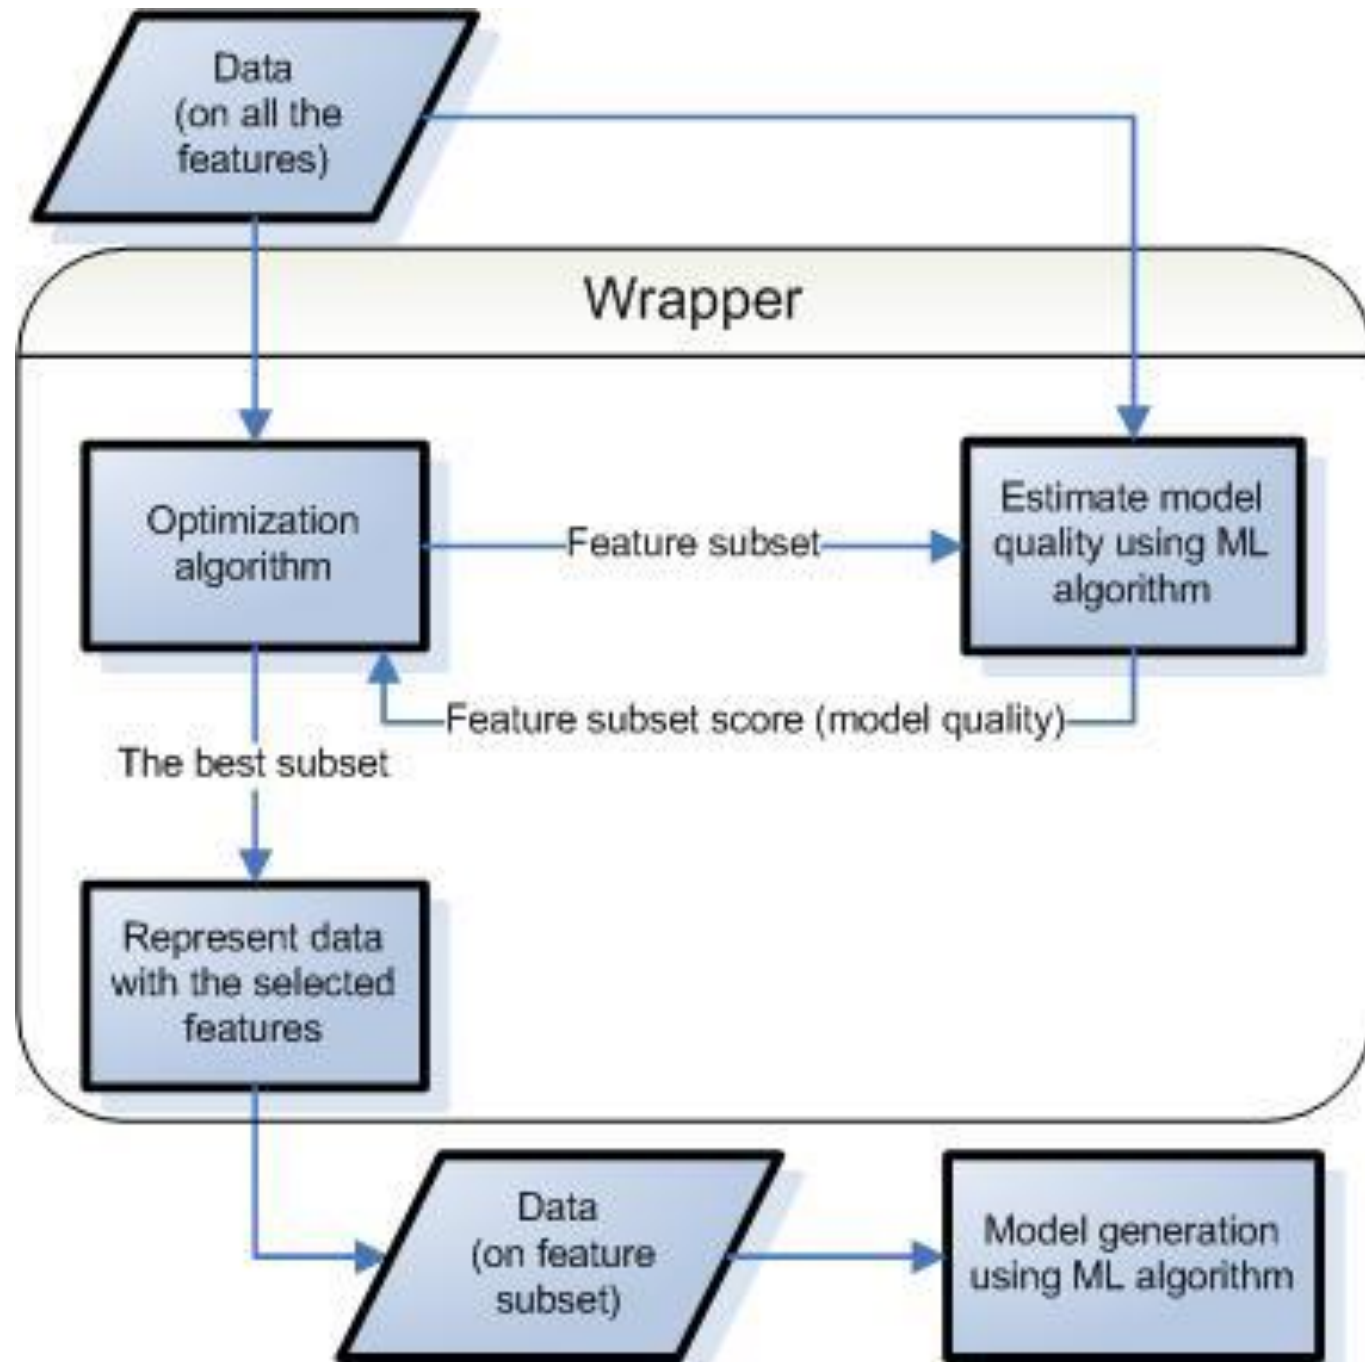 Data
(on all the
features)
Wrapper
Optimization
algorithm
Feature subset
Estimate model
quality using ML
algorithm
Feature subset score (model quality)
The best subset
Represent data
with the selected
features
Data
(on feature
subset)
Model generation
using ML algorithm